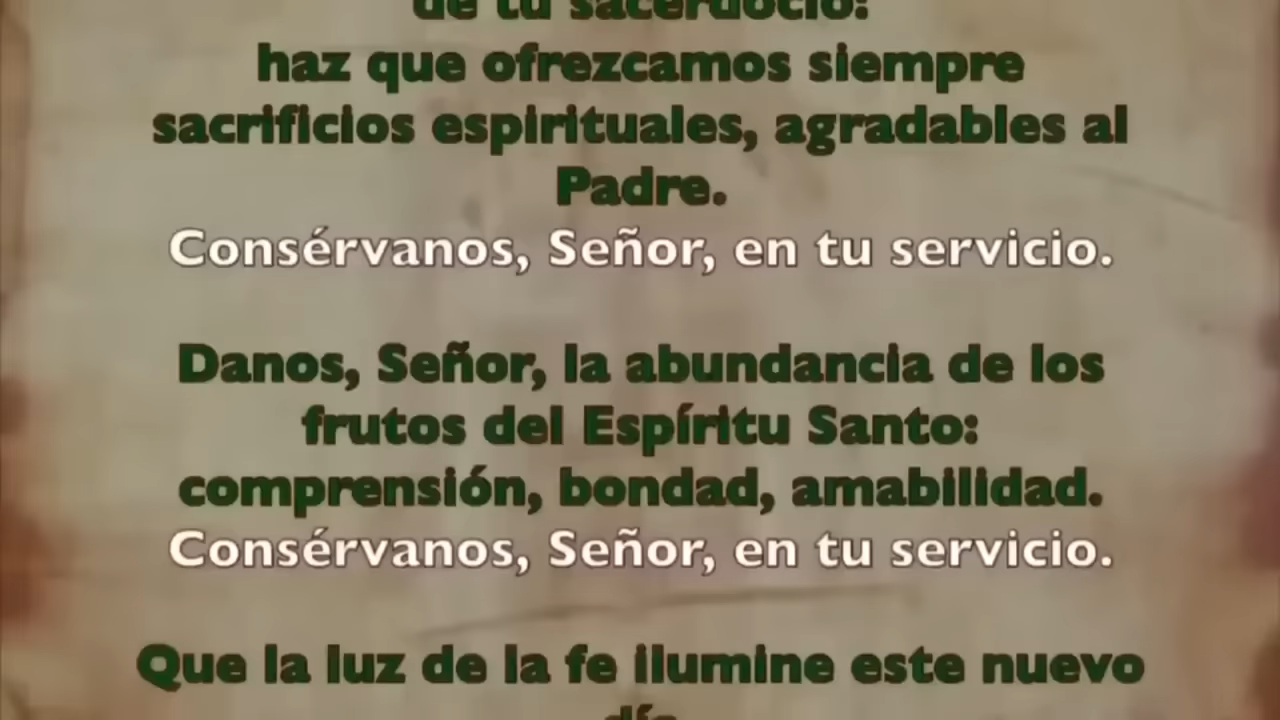 de tu sacerdocio:
haz que ofrezcamos siempre
sacrificios espirituales, agradables al
Padre.
Consérvanos, Señor, en tu servicio.
Danos, Señor, la abundancia de los
frutos del Espíritu Santo:
comprensión, bondad, amabilidad.
Consérvanos, Señor, en tu servicio.
Que la luz de la fe ilumine este nuevo